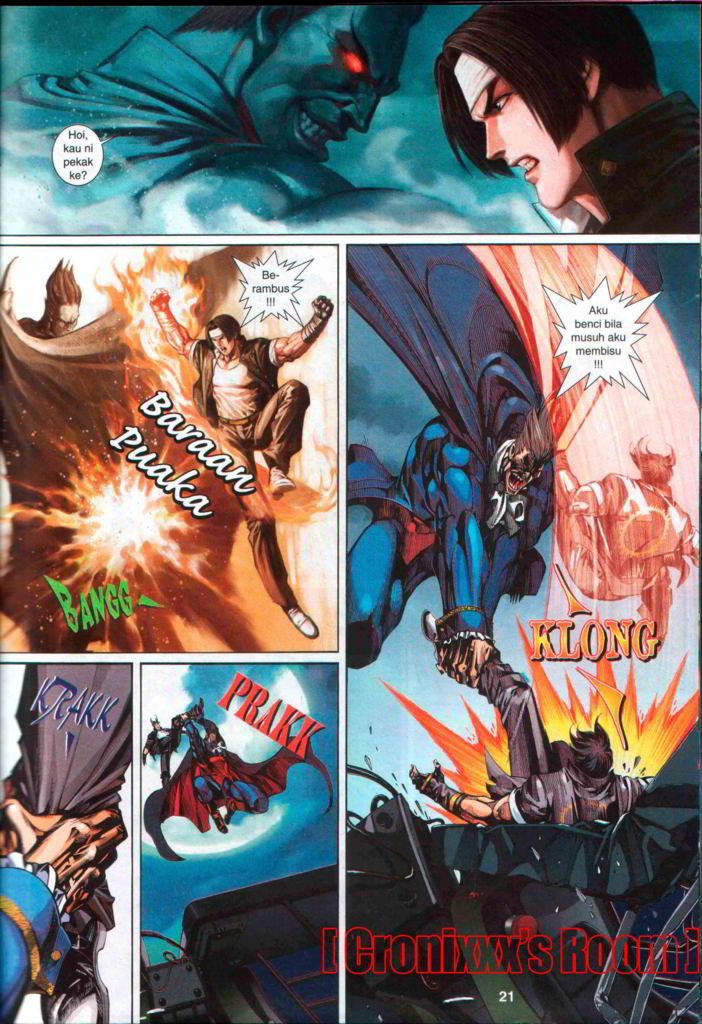 Hoi,
kau ni
pekak
ke?
Be-
rambus
!!!
Baraan
Puaka
BANGG
Aku
benci bila
musuh aku
membisu
!!!
KLONG
KRAKK
!
PRAKK
[ Cronixxx's Room ]
21